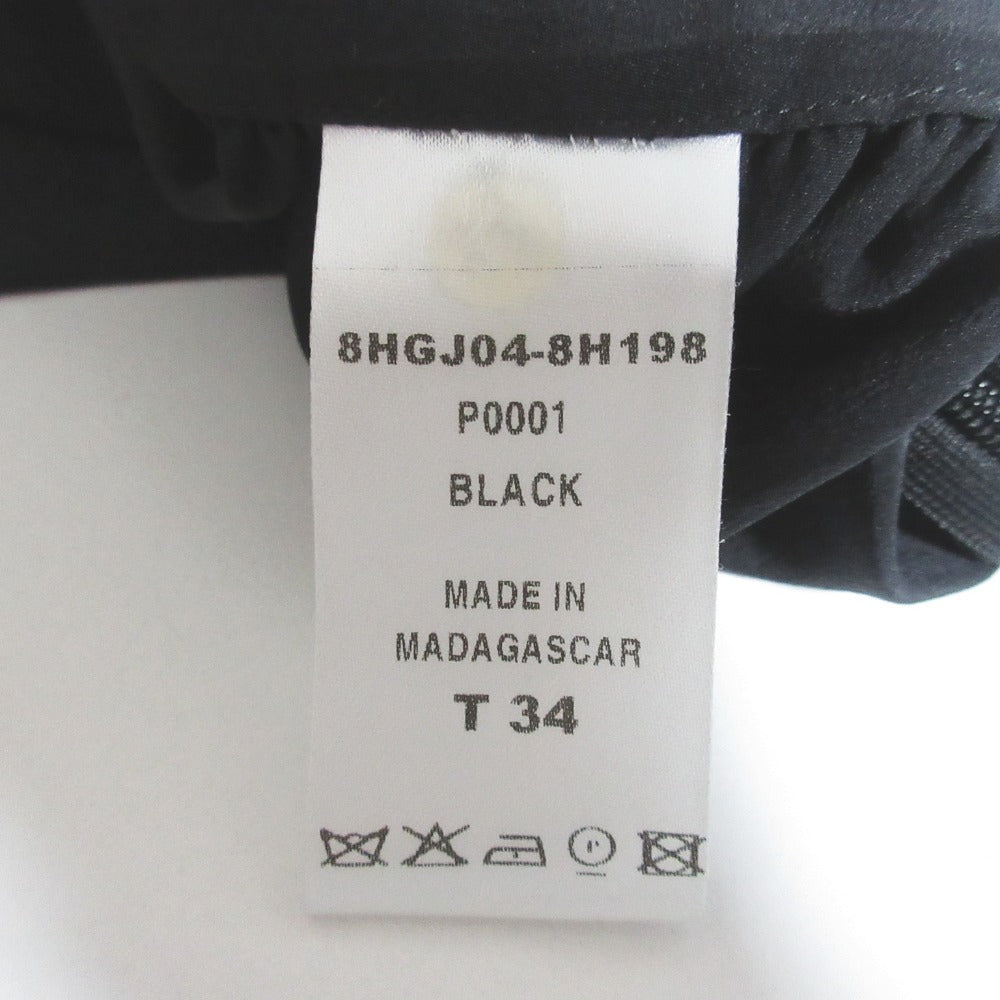 8HGJ04-8H198
P0001
BLACK
MADE IN
MADAGASCAR
T 34